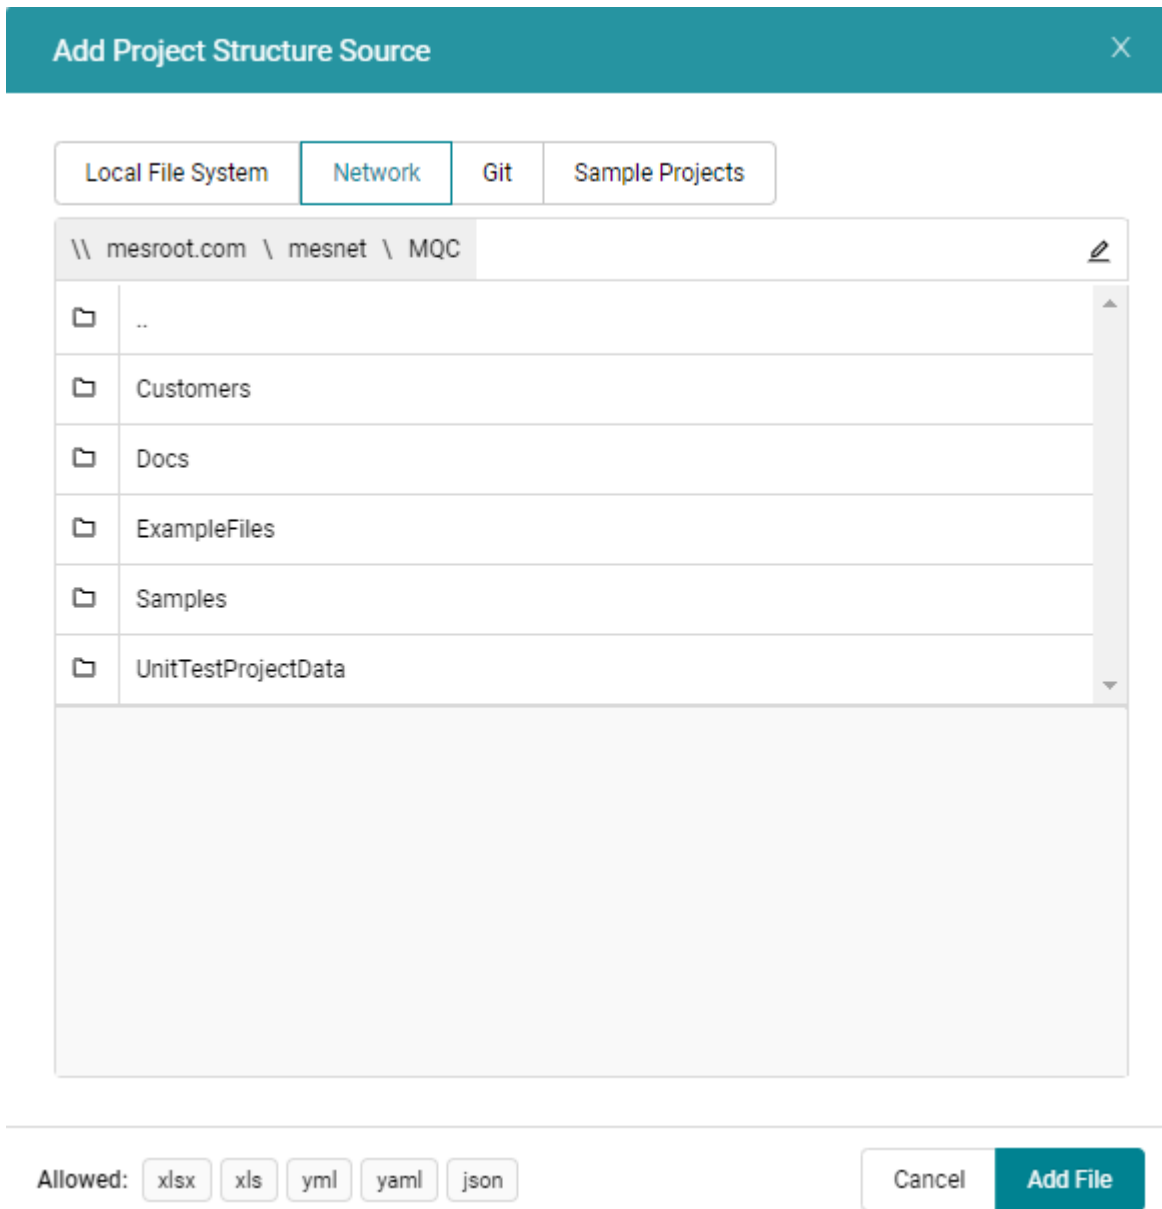 Add Project Structure Source X
Local File System Network Git Sample Projects
\\ mesroot.com \ mesnet \ MQC
..
Customers
Docs
ExampleFiles
Samples
UnitTestProjectData
Allowed: xlsx xls yml yaml json Cancel Add File